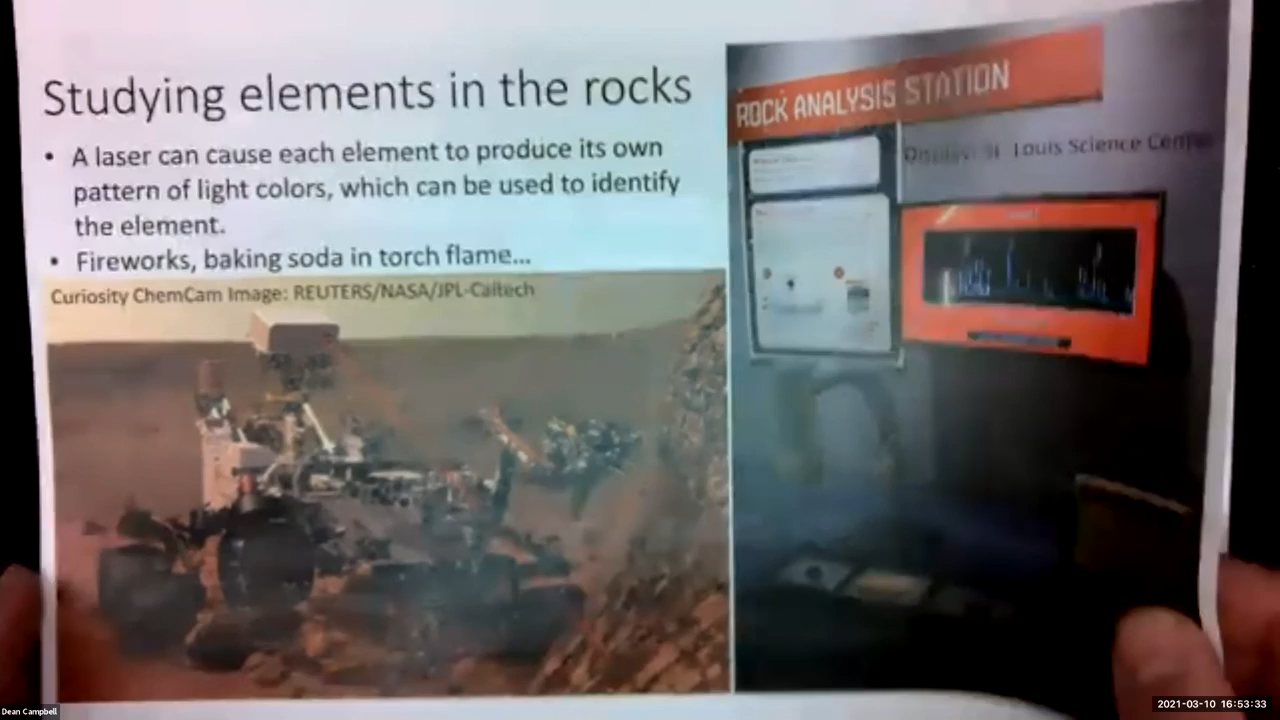 Studying elements in the rocks
• A laser can cause each element to produce its own
pattern of light colors, which can be used to identify
the element.
• Fireworks, baking soda in torch flame...
Curiosity ChemCam Image: REUTERS/NASA/JPL-Caltech
ROCK ANALYSIS STATION
Louis Science Center
Dean Campbell
2021-03-10 16:53:33